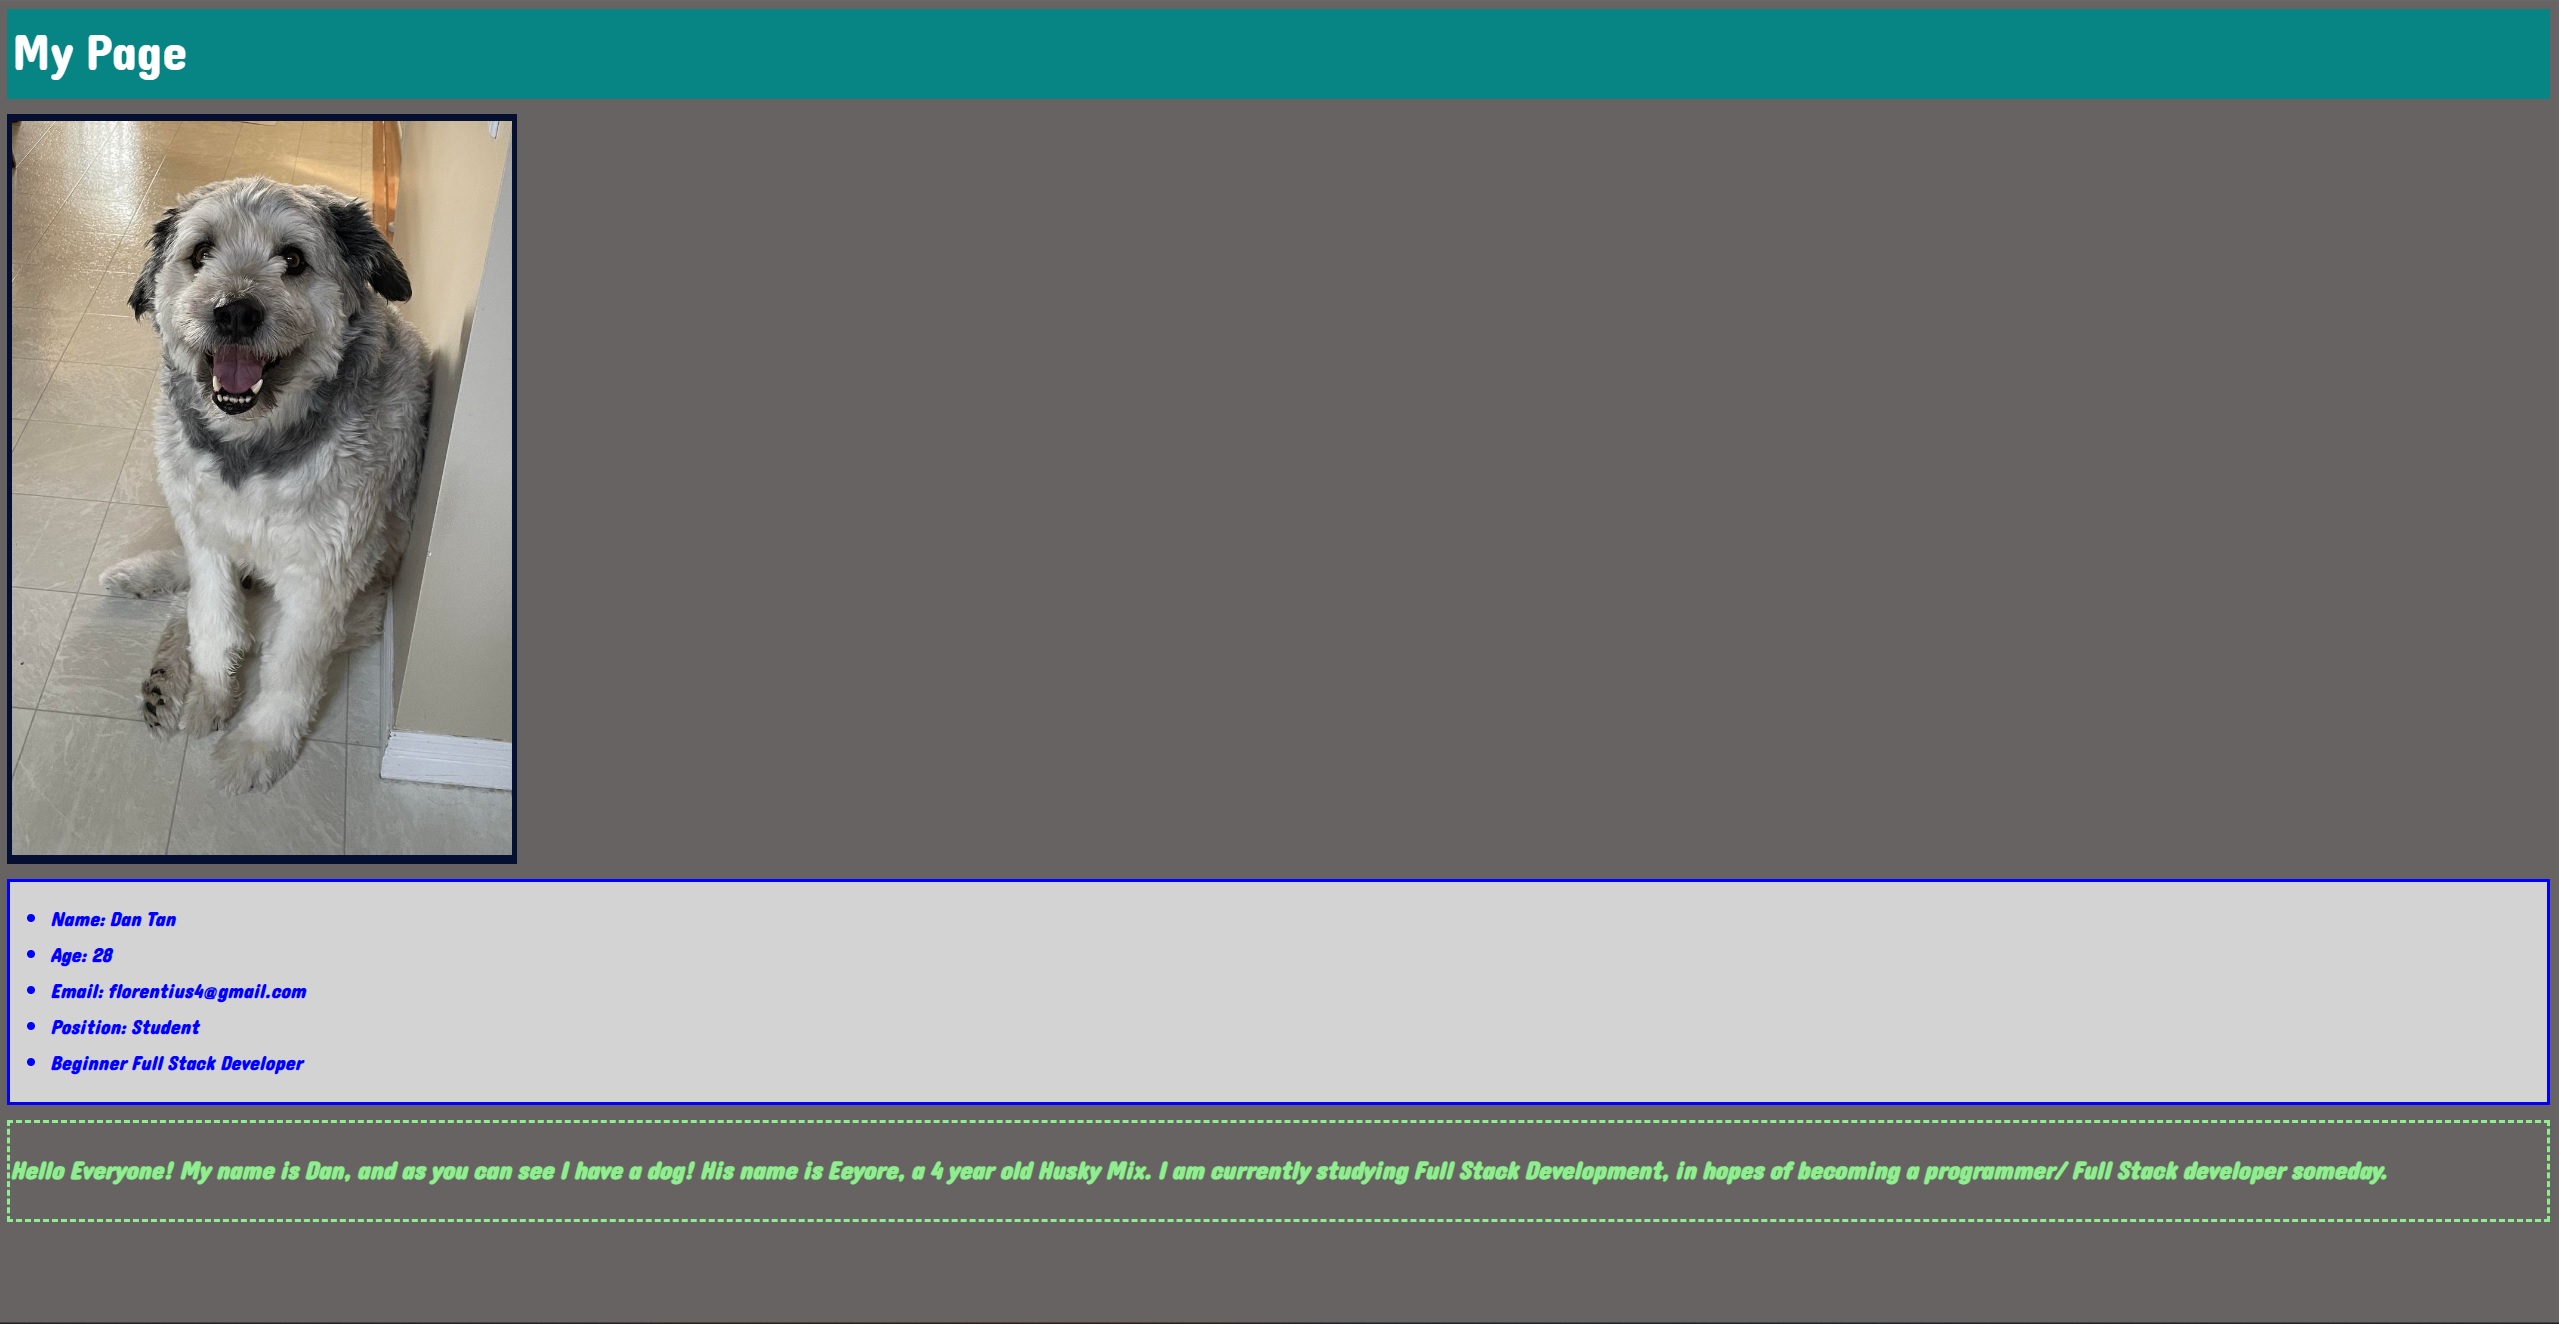 My Page
Name: Dan Tan
Age: 28
Email: florentius4@gmail.com
Position: Student
Beginner Full Stack Developer
Hello Everyone! My name is Dan, and as you can see I have a dog! His name is Eeyore, a 4 year old Husky Mix. I am currently studying Full Stack Development, in hopes of becoming a programmer/ Full Stack developer someday.